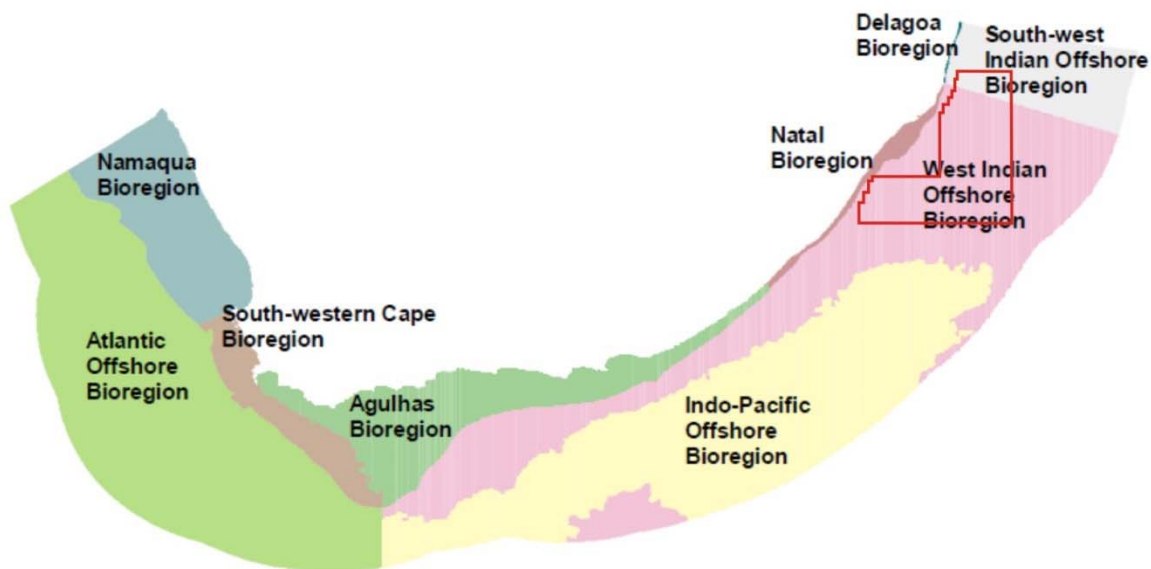 Delagoa
Bioregion
South-west
Indian Offshore
Bioregion
Namaqua
Bioregion
Natal
Bioregion
West Indian
Offshore
Bioregion
South-western Cape
Bioregion
Atlantic
Offshore
Bioregion
Agulhas
Bioregion
Indo-Pacific
Offshore
Bioregion